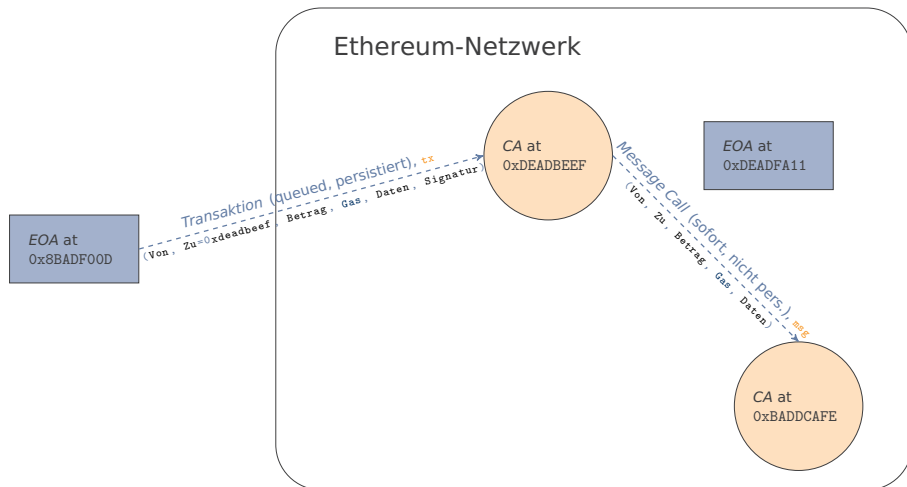 Ethereum-Netzwerk
CA at
0xDEADBEEF
EOA at
0xDEADFA11
Transaktion (queued, persistiert), tx
(Von, Zu=0xdeadbeef, Betrag, Gas, Daten, Signatur)
EOA at
0x8BADF00D
Message Call (sofort, nicht pers.), msg
(Von, Zu, Betrag, Gas, Daten)
CA at
0xBADDCAFE